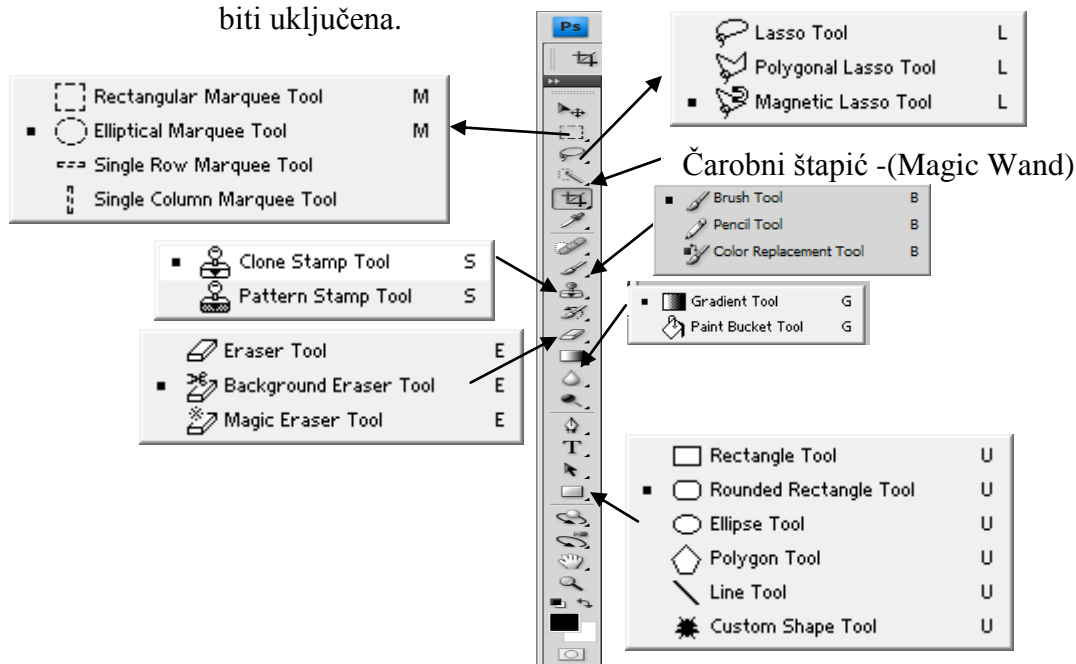 biti uključena.
Ps
Lasso Tool L
Polygonal Lasso Tool L
Magnetic Lasso Tool L
Rectangular Marquee Tool M
Elliptical Marquee Tool M
Single Row Marquee Tool
Single Column Marquee Tool
Čarobni štapić -(Magic Wand)
Brush Tool B
Pencil Tool B
Color Replacement Tool B
Clone Stamp Tool S
Pattern Stamp Tool S
Gradient Tool G
Paint Bucket Tool G
Eraser Tool E
Background Eraser Tool E
Magic Eraser Tool E
T
Rectangle Tool U
Rounded Rectangle Tool U
Ellipse Tool U
Polygon Tool U
Line Tool U
Custom Shape Tool U